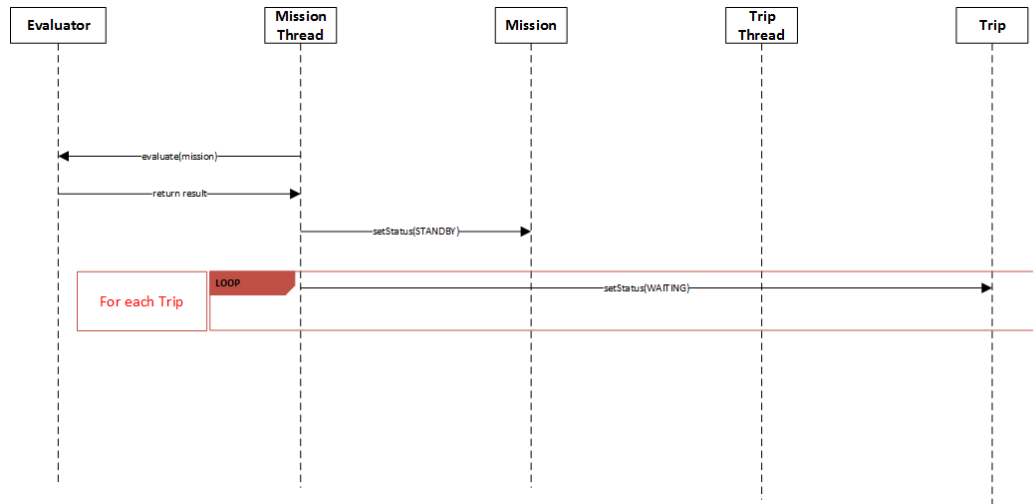 Evaluator
Mission
Thread
Mission
Trip
Thread
Trip
evaluate(mission)
return result
setStatus(STANDBY)
For each Trip
LOOP
setStatus(WAITING)